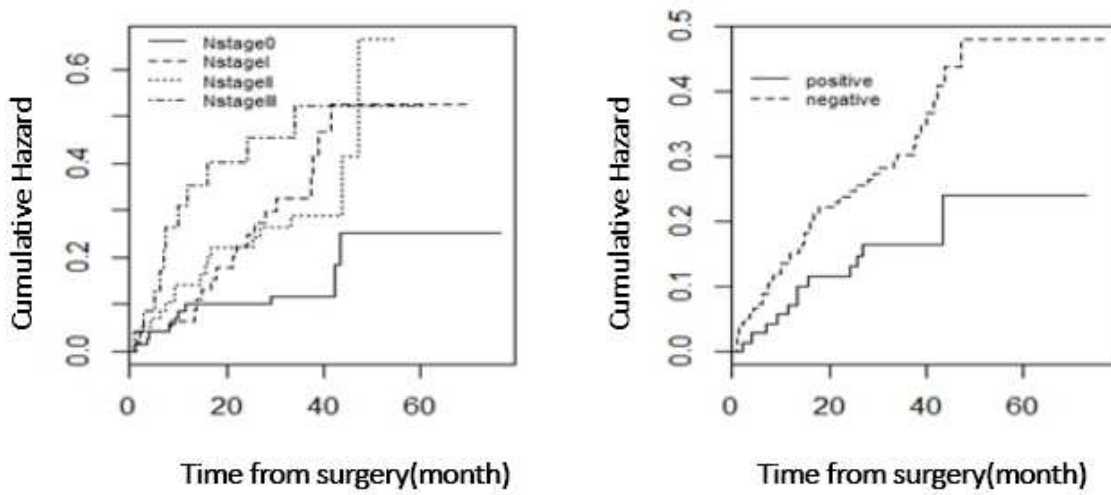 Cumulative Hazard
0.0 0.2 0.4 0.6
Nstage0
NstageI
NstageII
NstageIII
0 20 40 60
Time from surgery(month)
Cumulative Hazard
0.0 0.1 0.2 0.3 0.4 0.5
positive
negative
0 20 40 60
Time from surgery(month)